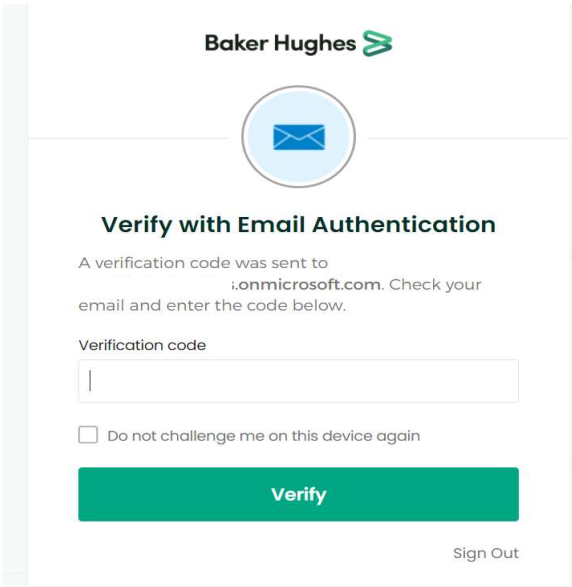 Baker Hughes
Verify with Email Authentication
A verification code was sent to
.onmicrosoft.com. Check your
email and enter the code below.
Verification code
Do not challenge me on this device again
Verify
Sign Out